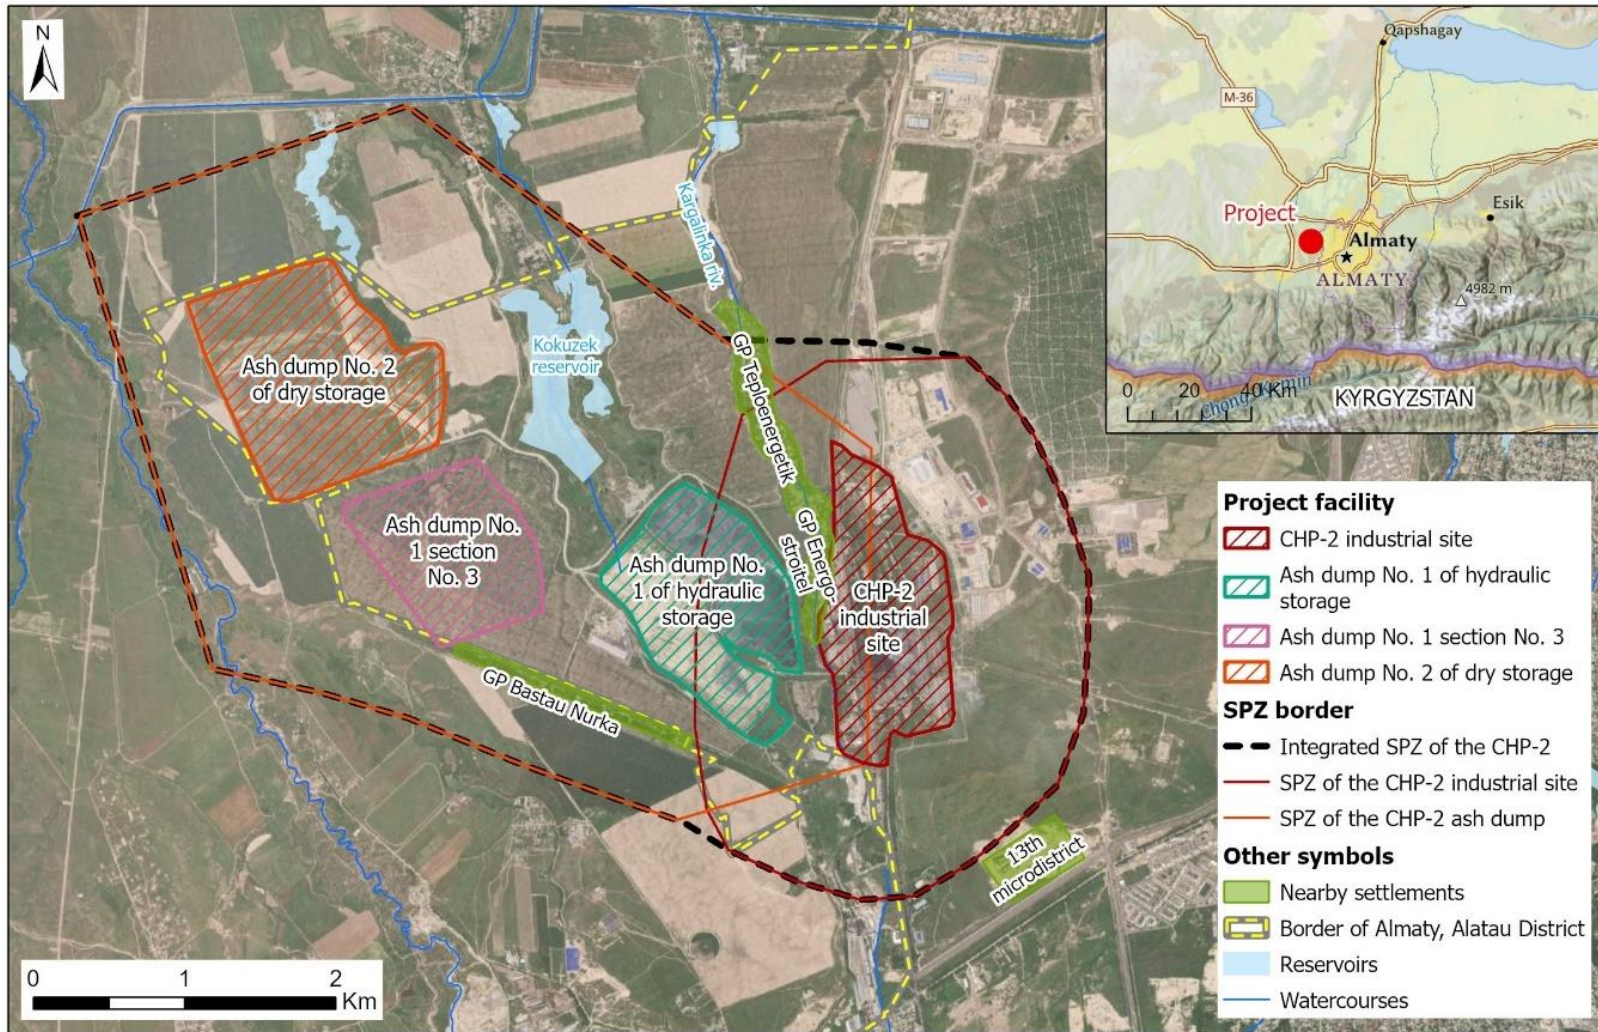 N
Kargalinka riv.
GP Teploenergetik
Kokuzek
reservoir
Ash dump No. 2
of dry storage
Ash dump No.
1 section
No. 3
Ash dump No.
1 of hydraulic
storage
GP Energo-
stroitel
CHP-2
industrial
site
GP Bastau Nurka
13th
microdistrict
0 1 2
Km
Qapshagay
M-36
Project
Esik
Almaty
ALMATY
4982 m
0 20 40 Km
Chong-Kemin
KYRGYZSTAN
Project facility
CHP-2 industrial site
Ash dump No. 1 of hydraulic
storage
Ash dump No. 1 section No. 3
Ash dump No. 2 of dry storage
SPZ border
Integrated SPZ of the CHP-2
SPZ of the CHP-2 industrial site
SPZ of the CHP-2 ash dump
Other symbols
Nearby settlements
Border of Almaty, Alatau District
Reservoirs
Watercourses